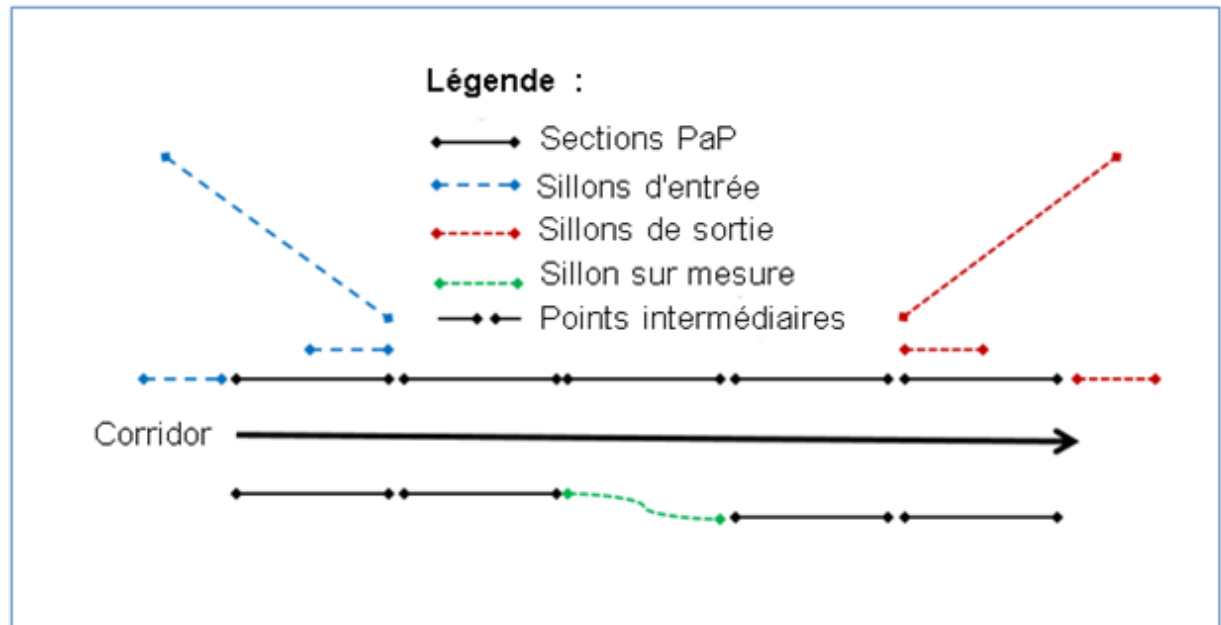 Légende :
Sections PaP
Sillons d'entrée
Sillons de sortie
Sillon sur mesure
Points intermédiaires
Corridor